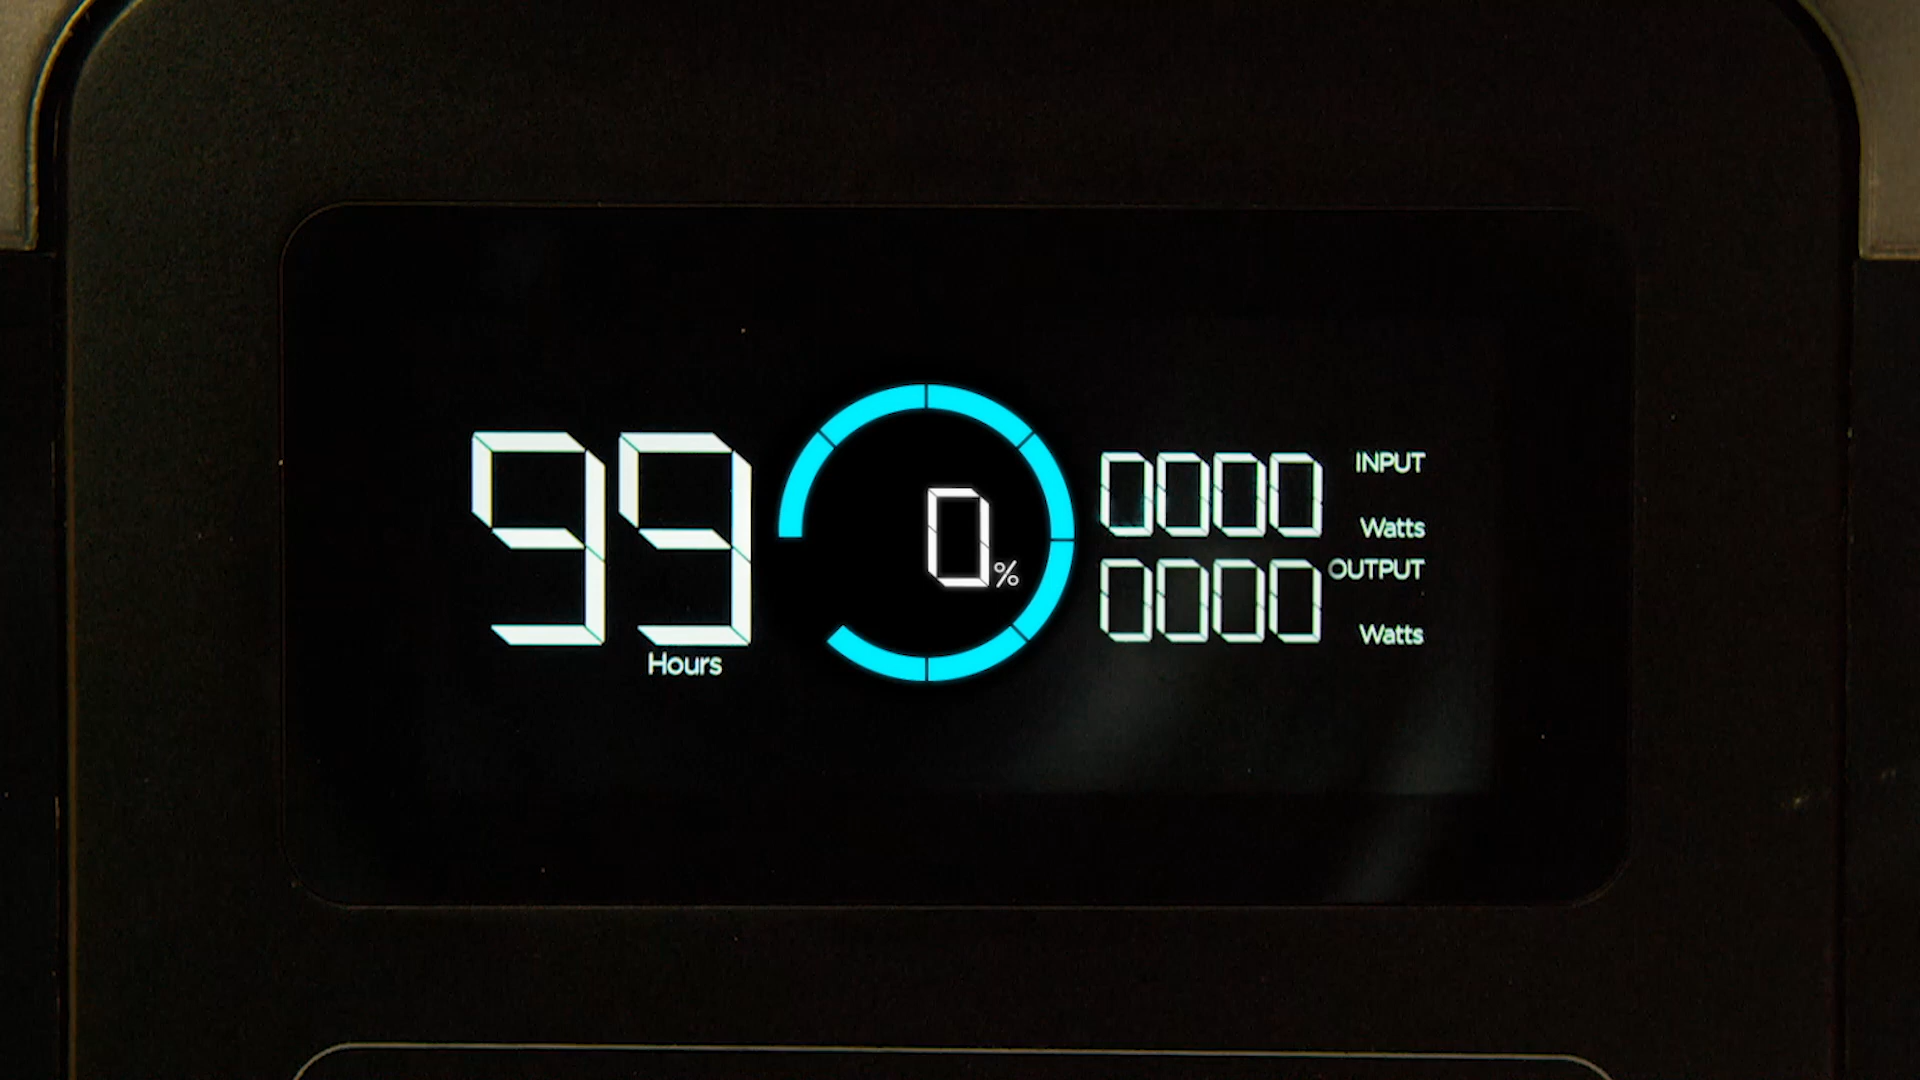 99
Hours
0%
0000 INPUT
Watts
0000 OUTPUT
Watts